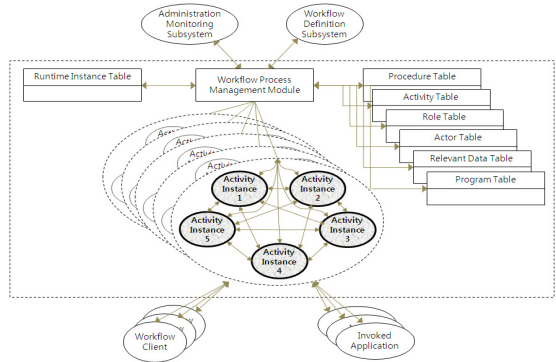 Administration
Monitoring
Subsystem
Workflow
Definition
Subsystem
Runtime Instance Table
Workflow Process
Management Module
Procedure Table
Activity Table
Role Table
Actor Table
Relevant Data Table
Program Table
Activity
Instance
1
Activity
Instance
2
Activity
Instance
5
Activity
Instance
3
Activity
Instance
4
Workflow
Client
Invoked
Application